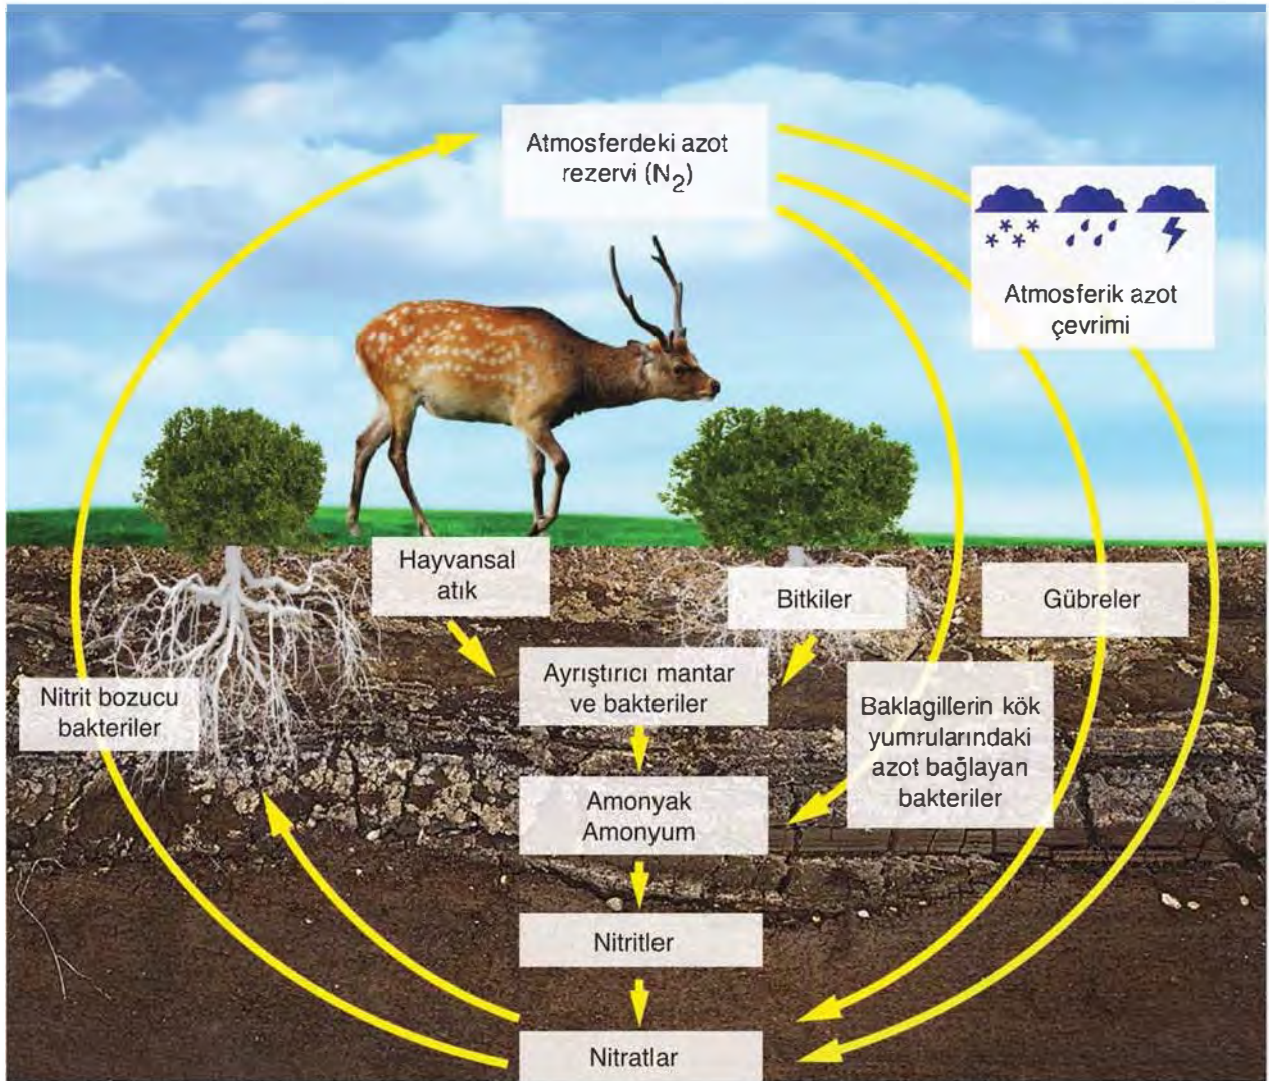 Atmosferdeki azot
rezervi (N2)
Atmosferik azot
çevrimi
Hayvansal
atık
Bitkiler
Gübreler
Ayrıştırıcı mantar
ve bakteriler
Nitrit bozucu
bakteriler
Baklagillerin kök
yumrularındaki
azot bağlayan
bakteriler
Amonyak
Amonyum
Nitritler
Nitratlar